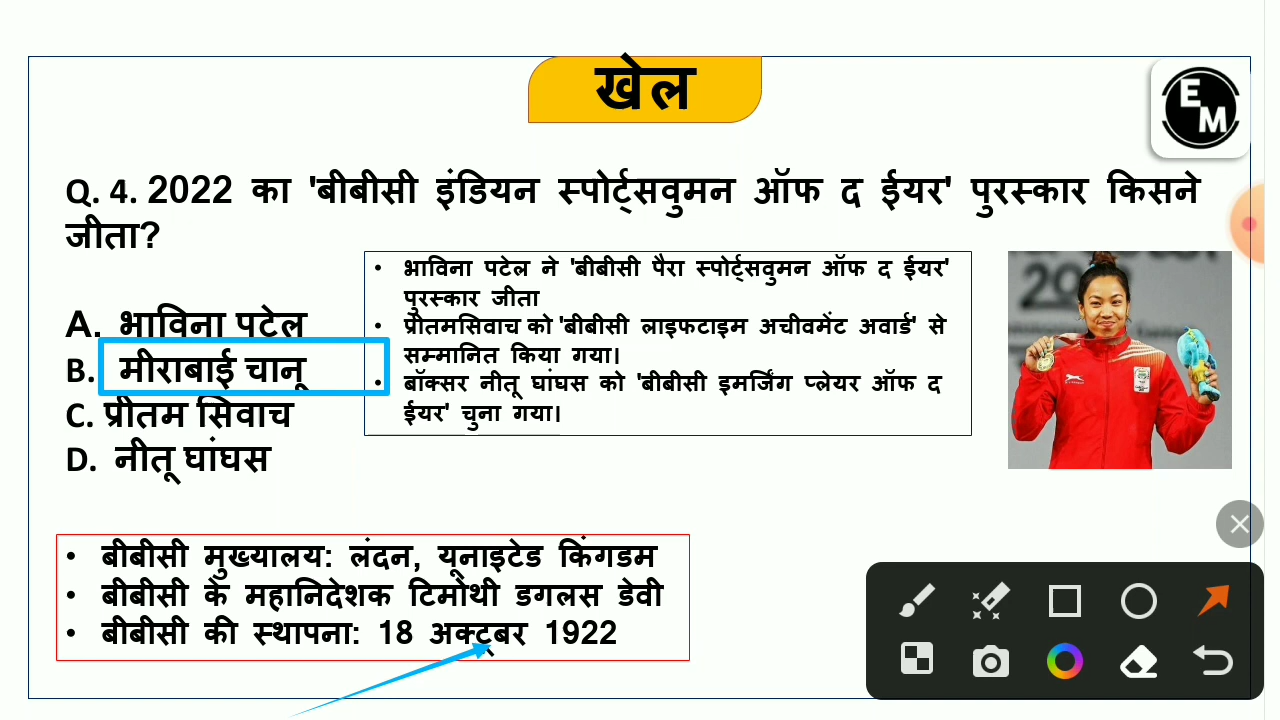 खेल
E
M
Q. 4. 2022 का 'बीबीसी इंडियन स्पोर्ट्सवुमन ऑफ द ईयर' पुरस्कार किसने
जीता?
A. भाविना पटेल
B. मीराबाई चानू
C. प्रीतम सिवाच
D. नीतू घांघस
• भाविना पटेल ने 'बीबीसी पैरा स्पोर्ट्सवुमन ऑफ द ईयर'
पुरस्कार जीता
• प्रीतमसिवाच को 'बीबीसी लाइफटाइम अचीवमेंट अवार्ड' से
सम्मानित किया गया।
• बॉक्सर नीतू घांघस को 'बीबीसी इमर्जिंग प्लेयर ऑफ द
ईयर' चुना गया।
• बीबीसी मुख्यालय: लंदन, यूनाइटेड किंगडम
• बीबीसी के महानिदेशक टिमोथी डगलस डेवी
• बीबीसी की स्थापना: 18 अक्टूबर 1922